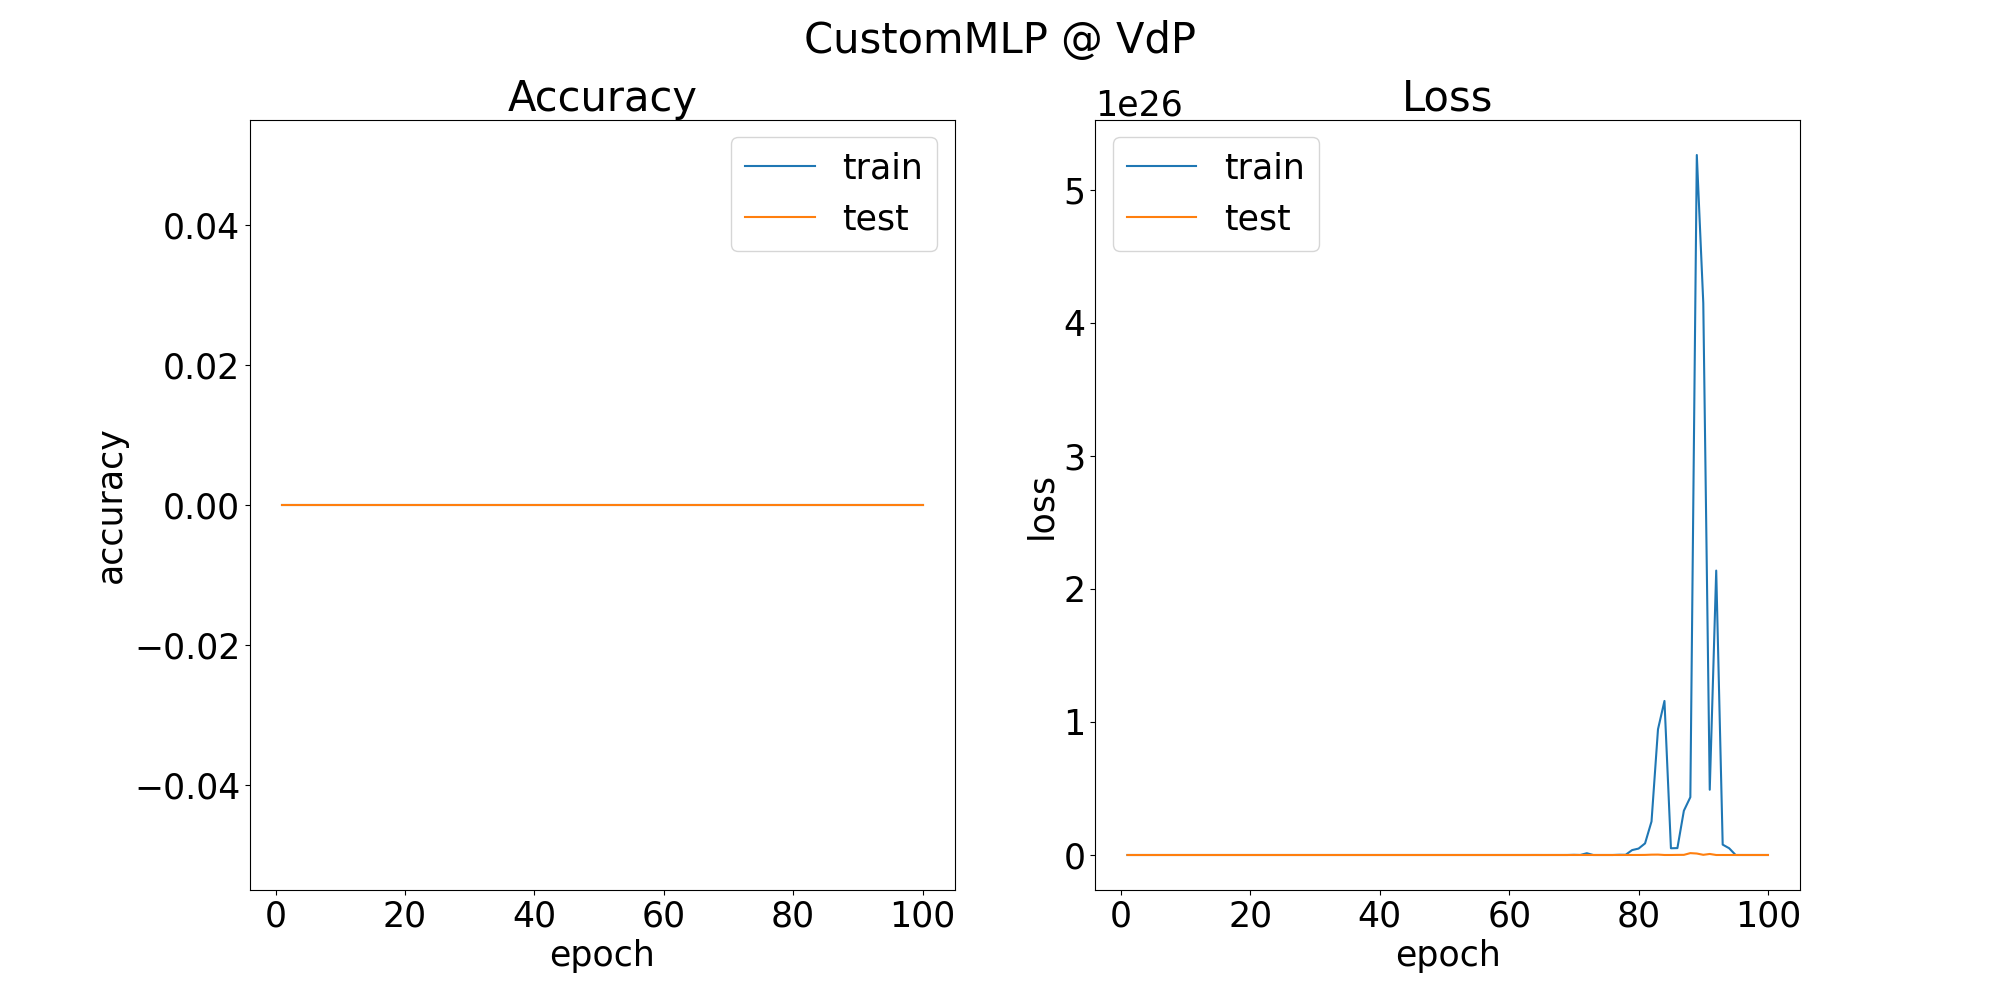 CustomMLP @ VdP
Accuracy
train
test
0.04
0.02
0.00
−0.02
−0.04
accuracy
0 20 40 60 80 100
epoch
Loss
1e26
train
test
5
4
3
2
1
0
loss
0 20 40 60 80 100
epoch